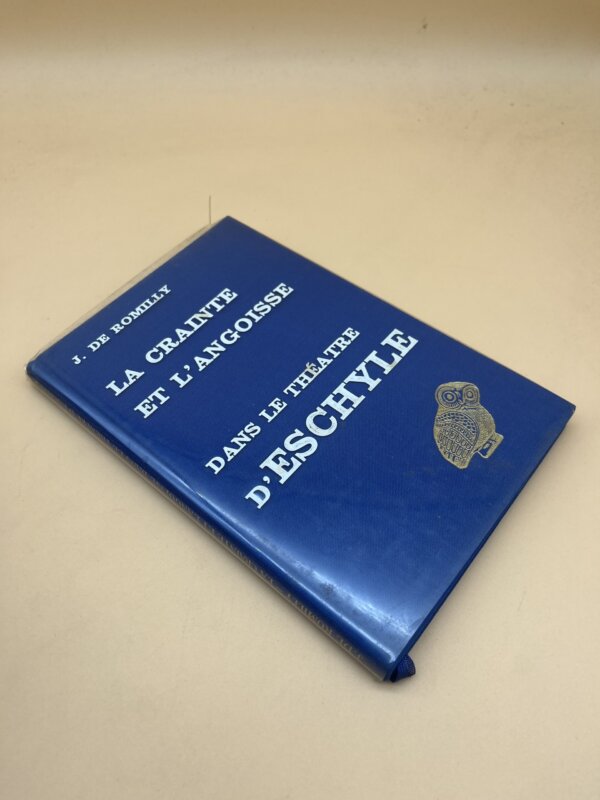 J. DE ROMILLY
LA CRAINTE
ET L'ANGOISSE
DANS LE THÉATRE
D'ESCHYLE